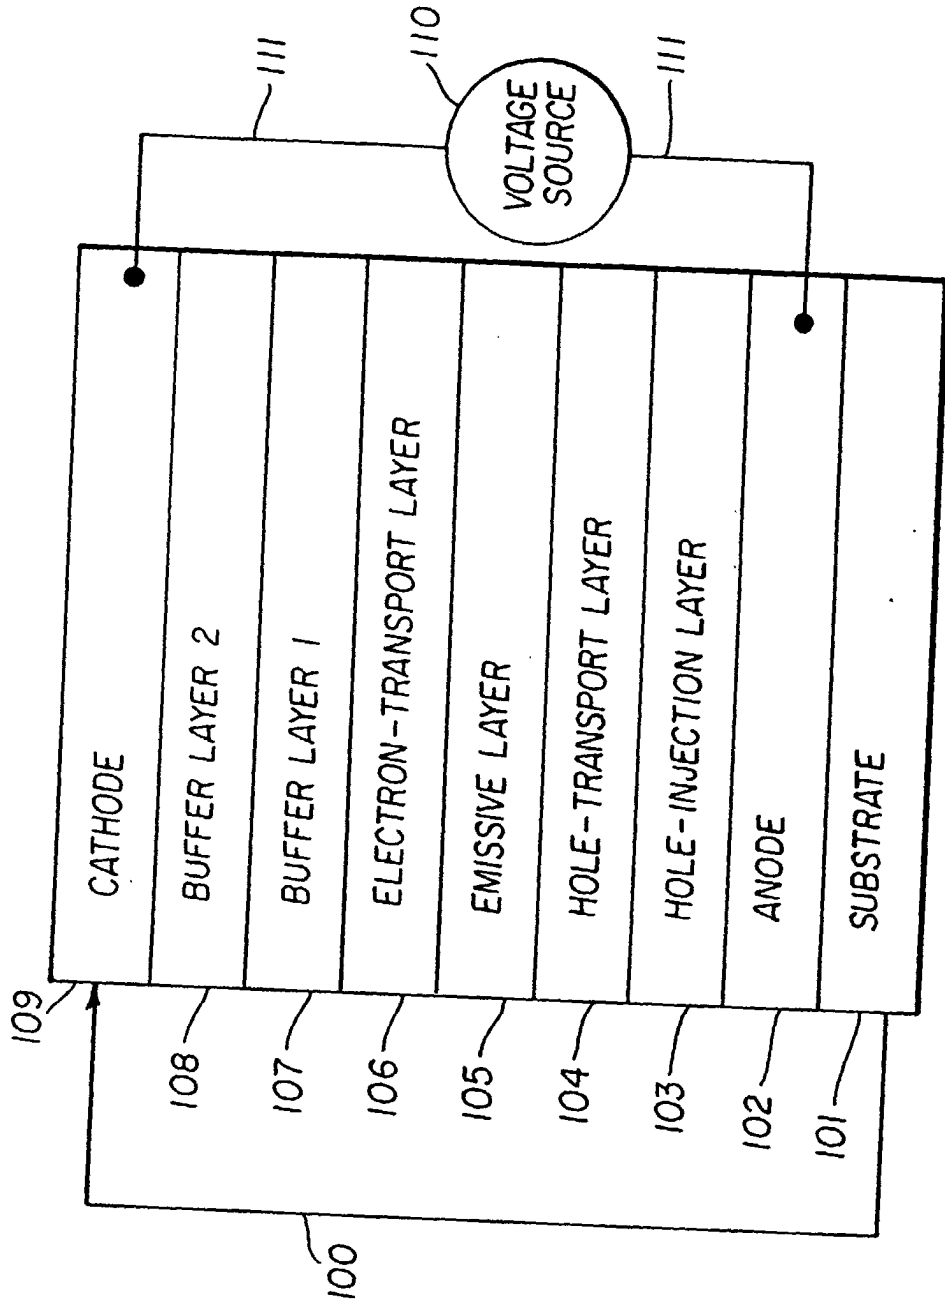 109
CATHODE
111
108
BUFFER LAYER 2
107
BUFFER LAYER 1
110
106
ELECTRON-TRANSPORT LAYER
VOLTAGE
SOURCE
105
EMISSIVE LAYER
104
HOLE-TRANSPORT LAYER
111
103
HOLE-INJECTION LAYER
102
ANODE
101
SUBSTRATE
100